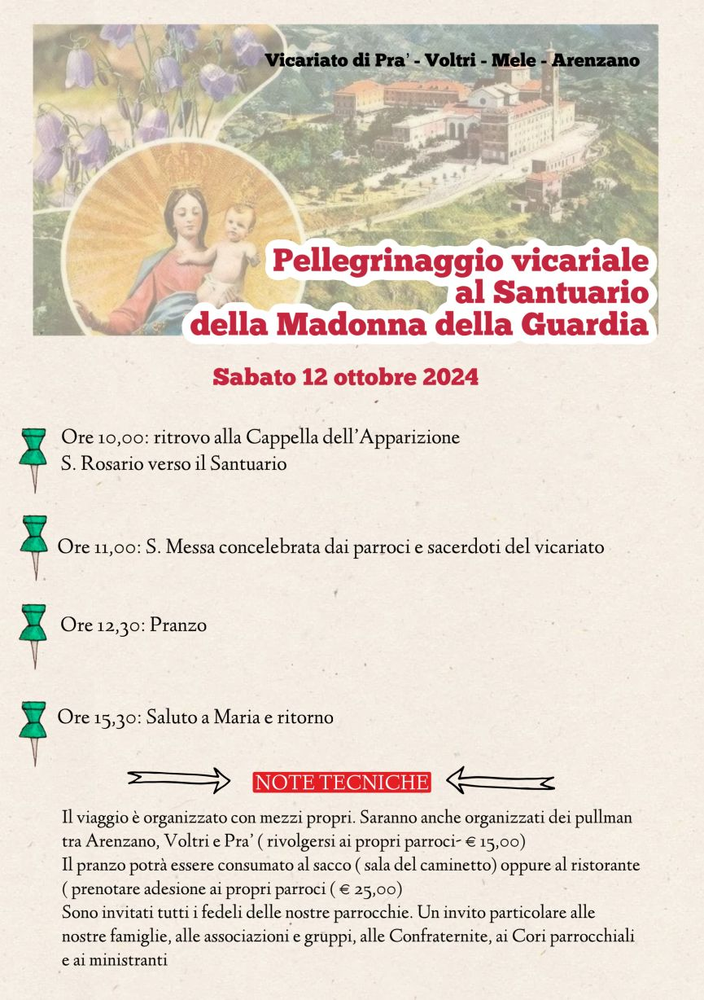 Vicariato di Pra' - Voltri - Mele - Arenzano
Pellegrinaggio vicariale
al Santuario
della Madonna della Guardia
Sabato 12 ottobre 2024
Ore 10,00: ritrovo alla Cappella dell'Apparizione
S. Rosario verso il Santuario
Ore 11,00: S. Messa concelebrata dai parroci e sacerdoti del vicariato
Ore 12,30: Pranzo
Ore 15,30: Saluto a Maria e ritorno
NOTE TECNICHE
Il viaggio è organizzato con mezzi propri. Saranno anche organizzati dei pullman
tra Arenzano, Voltri e Pra' ( rivolgersi ai propri parroci- € 15,00)
Il pranzo potrà essere consumato al sacco ( sala del caminetto) oppure al ristorante
( prenotare adesione ai propri parroci ( € 25,00)
Sono invitati tutti i fedeli delle nostre parrocchie. Un invito particolare alle
nostre famiglie, alle associazioni e gruppi, alle Confraternite, ai Cori parrocchiali
e ai ministranti